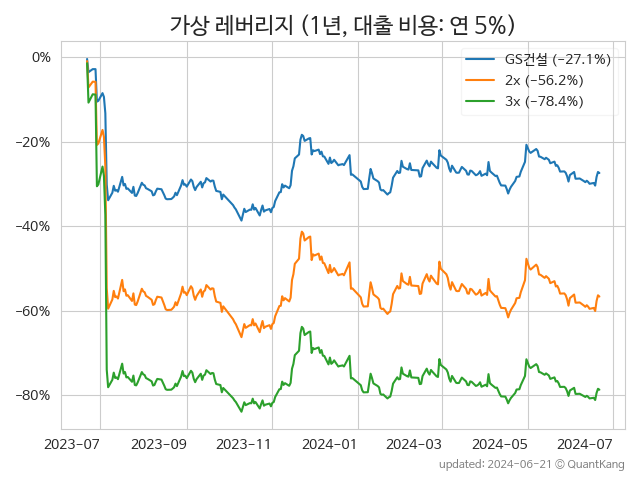 가상 레버리지 (1년, 대출 비용: 연 5%)
GS건설 (−27.1%)
2x (−56.2%)
3x (−78.4%)
0%
−20%
−40%
−60%
−80%
2023−07 2023−09 2023−11 2024−01 2024−03 2024−05 2024−07
updated: 2024-06-21 © QuantKang